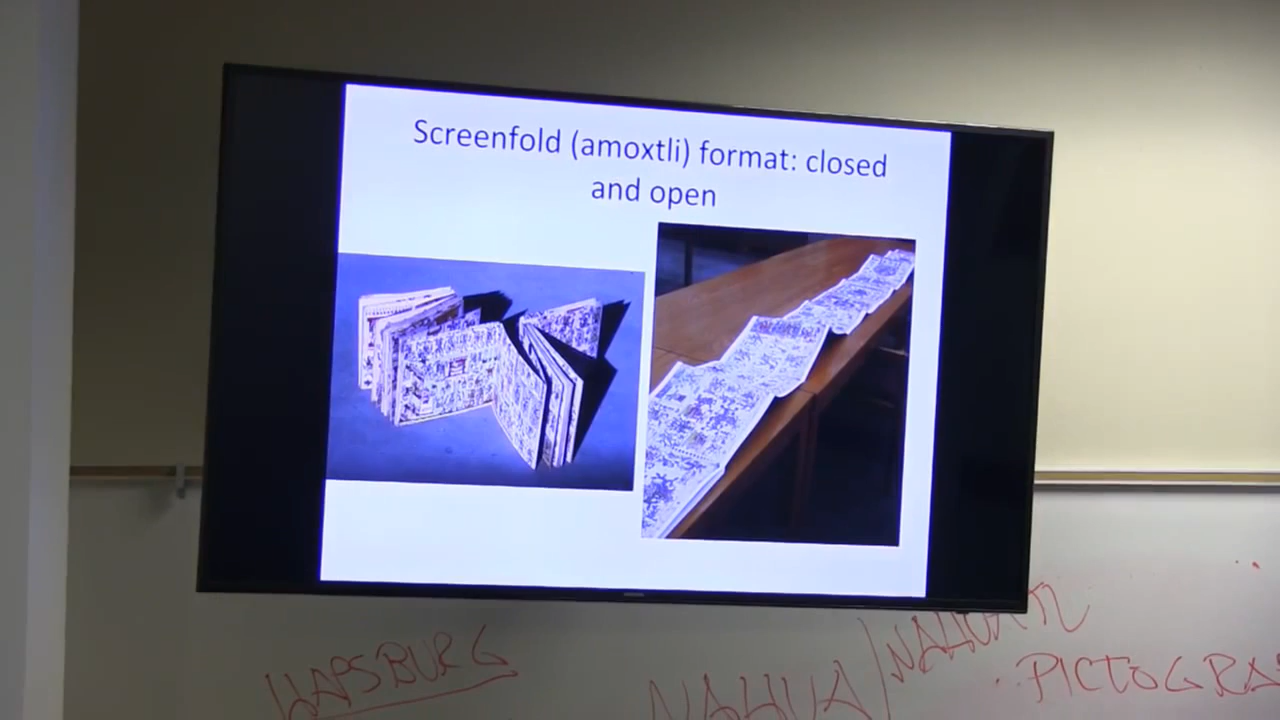 Screenfold (amoxtli) format: closed
and open
HAPSBURG
NAHUA/NAHUATL
PICTOGRA